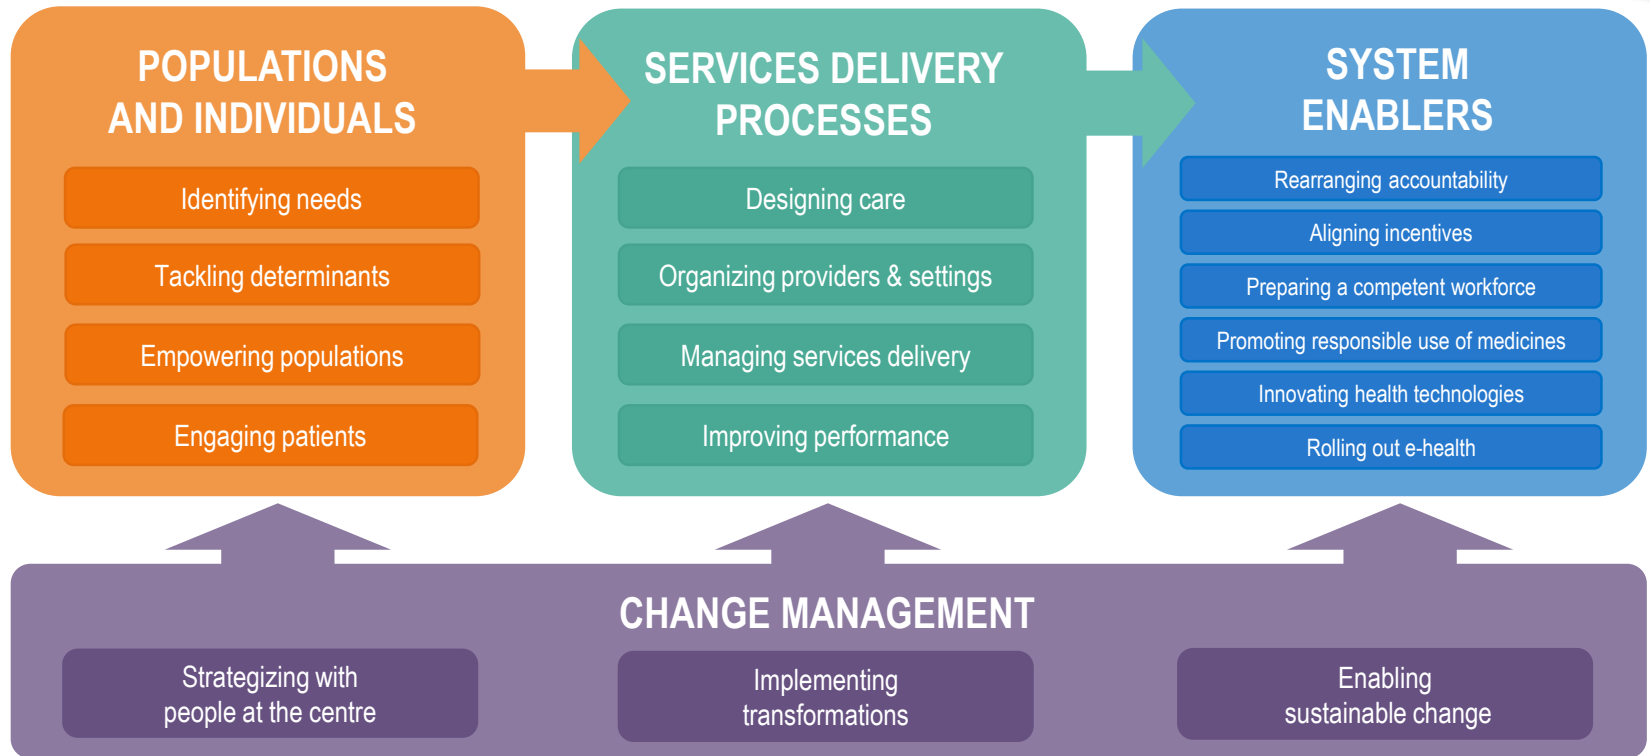 POPULATIONS
AND INDIVIDUALS
Identifying needs
Tackling determinants
Empowering populations
Engaging patients
SERVICES DELIVERY
PROCESSES
Designing care
Organizing providers & settings
Managing services delivery
Improving performance
SYSTEM
ENABLERS
Rearranging accountability
Aligning incentives
Preparing a competent workforce
Promoting responsible use of medicines
Innovating health technologies
Rolling out e-health
CHANGE MANAGEMENT
Strategizing with
people at the centre
Implementing
transformations
Enabling
sustainable change